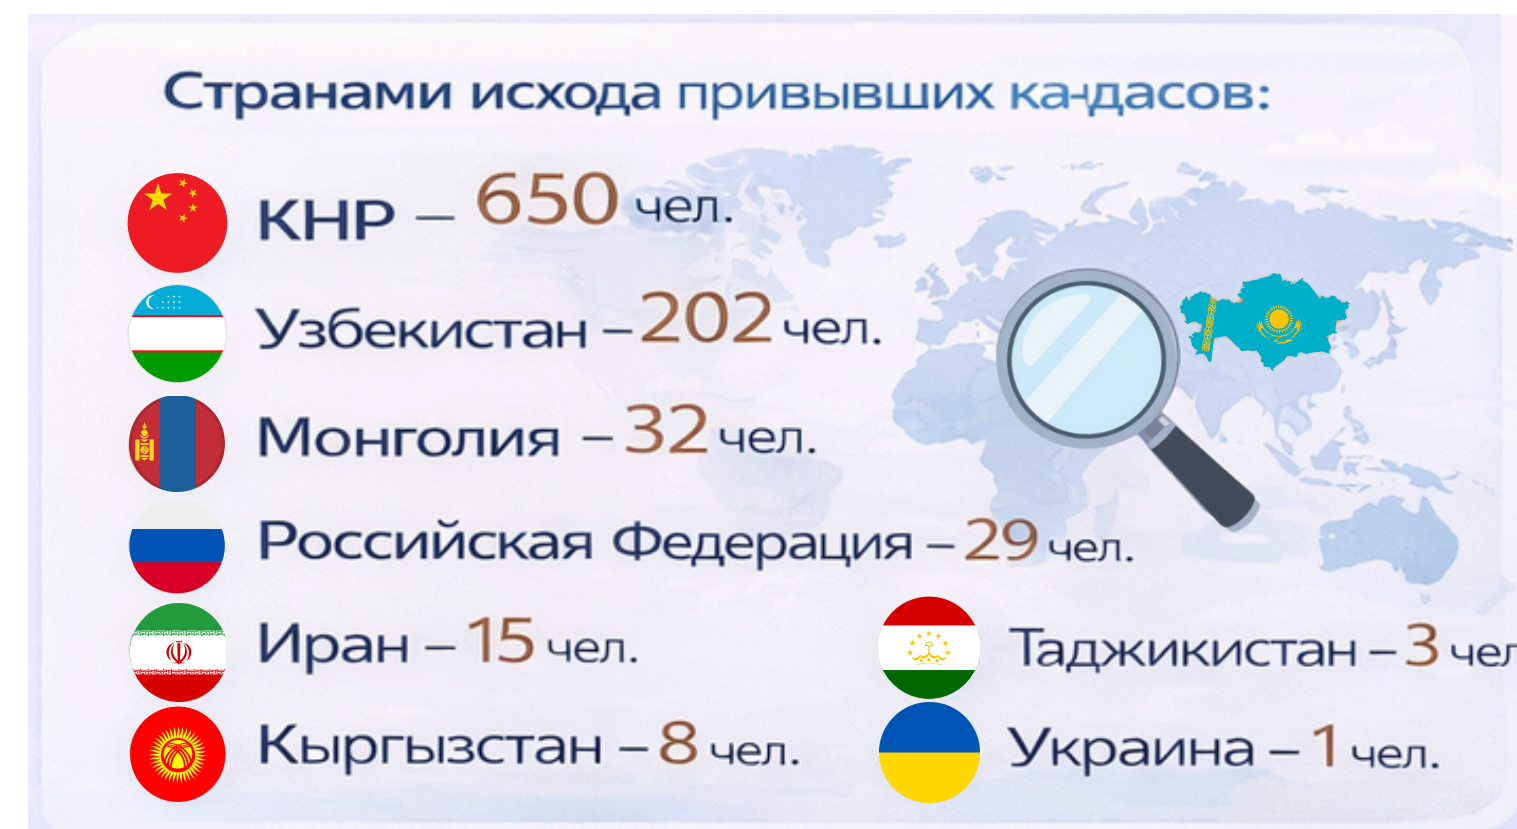 Странами исхода привывших кандасов:
КНР – 650 чел.
Узбекистан – 202 чел.
Монголия – 32 чел.
Российская Федерация – 29 чел.
Иран – 15 чел.
Таджикистан – 3 чел
Кыргызстан – 8 чел.
Украина – 1 чел.